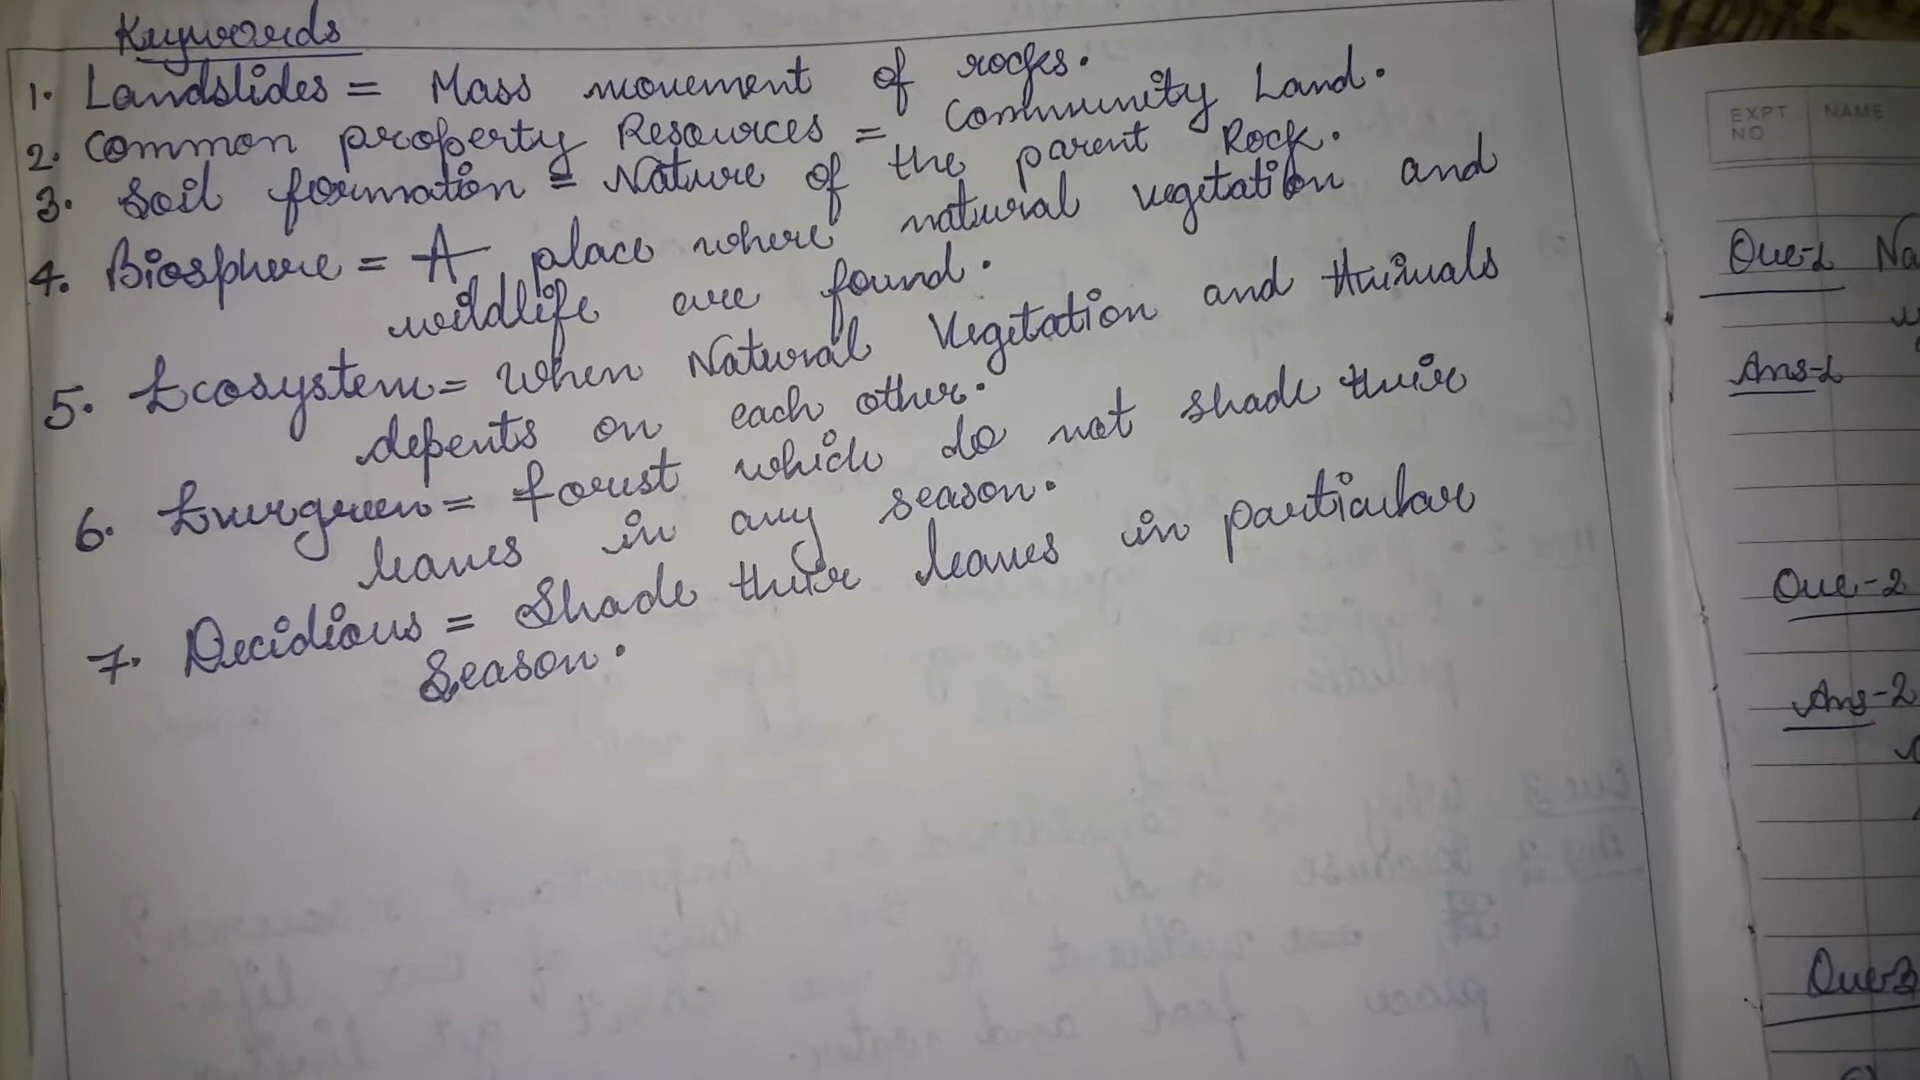 Keywords
1. Landslides = Mass movement of rocks.
2. Common property Resources = Community Land.
3. Soil formation = Nature of the parent Rock.
4. Biosphere = A place where natural vegetation and
wildlife are found.
5. Ecosystem = When Natural Vegetation and Animals
depents on each other.
6. Evergreen = forest which do not shade their
leaves in any season.
7. Decidious = Shade their leaves in particular
Season.
EXPT NO
NAME
Que-1 Na
Ans-1
Que-2
Ans-2
Que-3